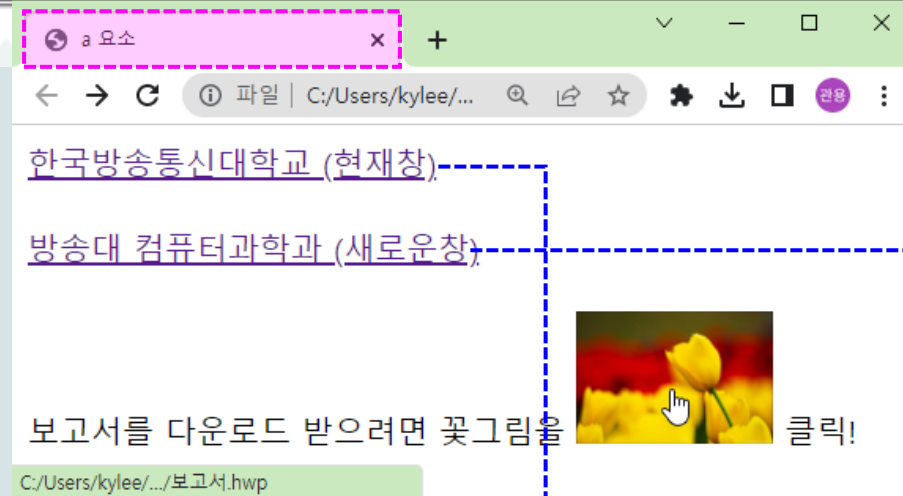 a 요소
파일 C:/Users/kylee/... 관용
한국방송통신대학교 (현재창)
방송대 컴퓨터과학과 (새로운창)
보고서를 다운로드 받으려면 꽃그림을 클릭!
C:/Users/kylee/.../보고서.hwp